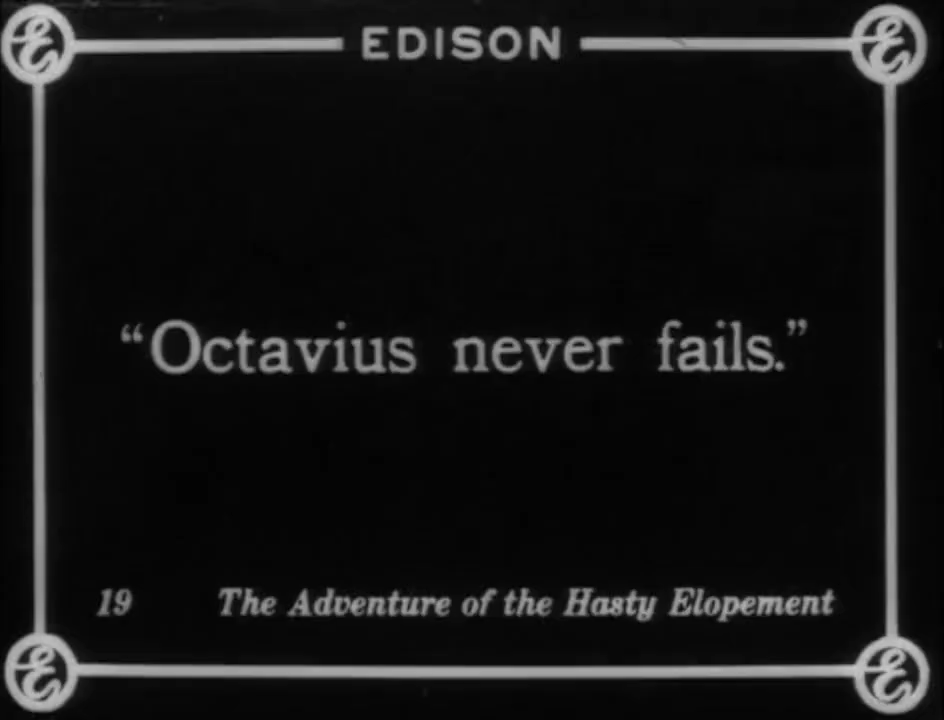 EDISON
“Octavius never fails.”
19 The Adventure of the Hasty Elopement